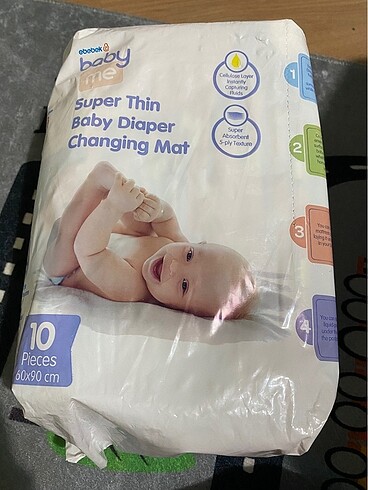 ebebek
baby
me
Super Thin
Baby Diaper
Changing Mat
Cellulose Layer
Instantly
Capturing
Fluids
Super
Absorbent
5-ply Texture
1
2
3
4
10
Pieces
60x90 cm